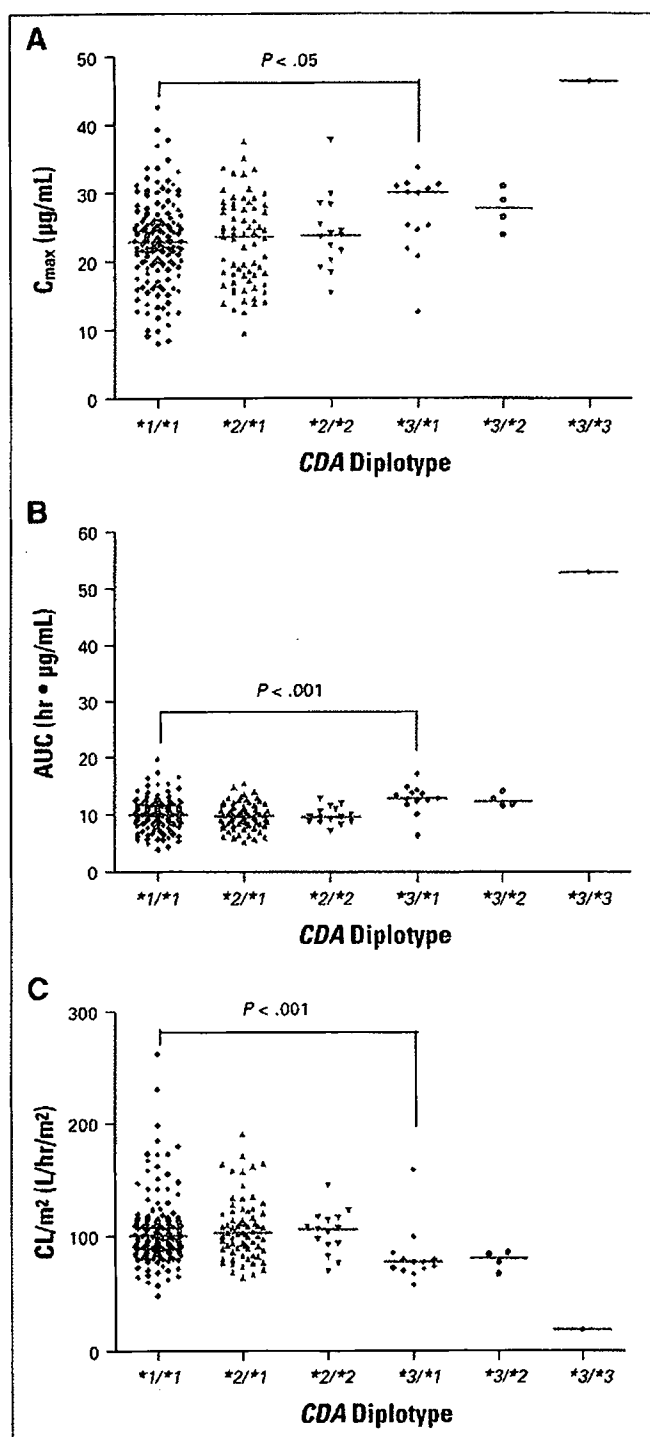 A
50
40
30
20
10
0
C_max (µg/mL)
P < .05
*1/*1 *2/*1 *2/*2 *3/*1 *3/*2 *3/*3
CDA Diplotype
B
60
50
40
30
20
10
0
AUC (hr • µg/mL)
P < .001
*1/*1 *2/*1 *2/*2 *3/*1 *3/*2 *3/*3
CDA Diplotype
C
300
200
100
0
CL/m² (L/hr/m²)
P < .001
*1/*1 *2/*1 *2/*2 *3/*1 *3/*2 *3/*3
CDA Diplotype